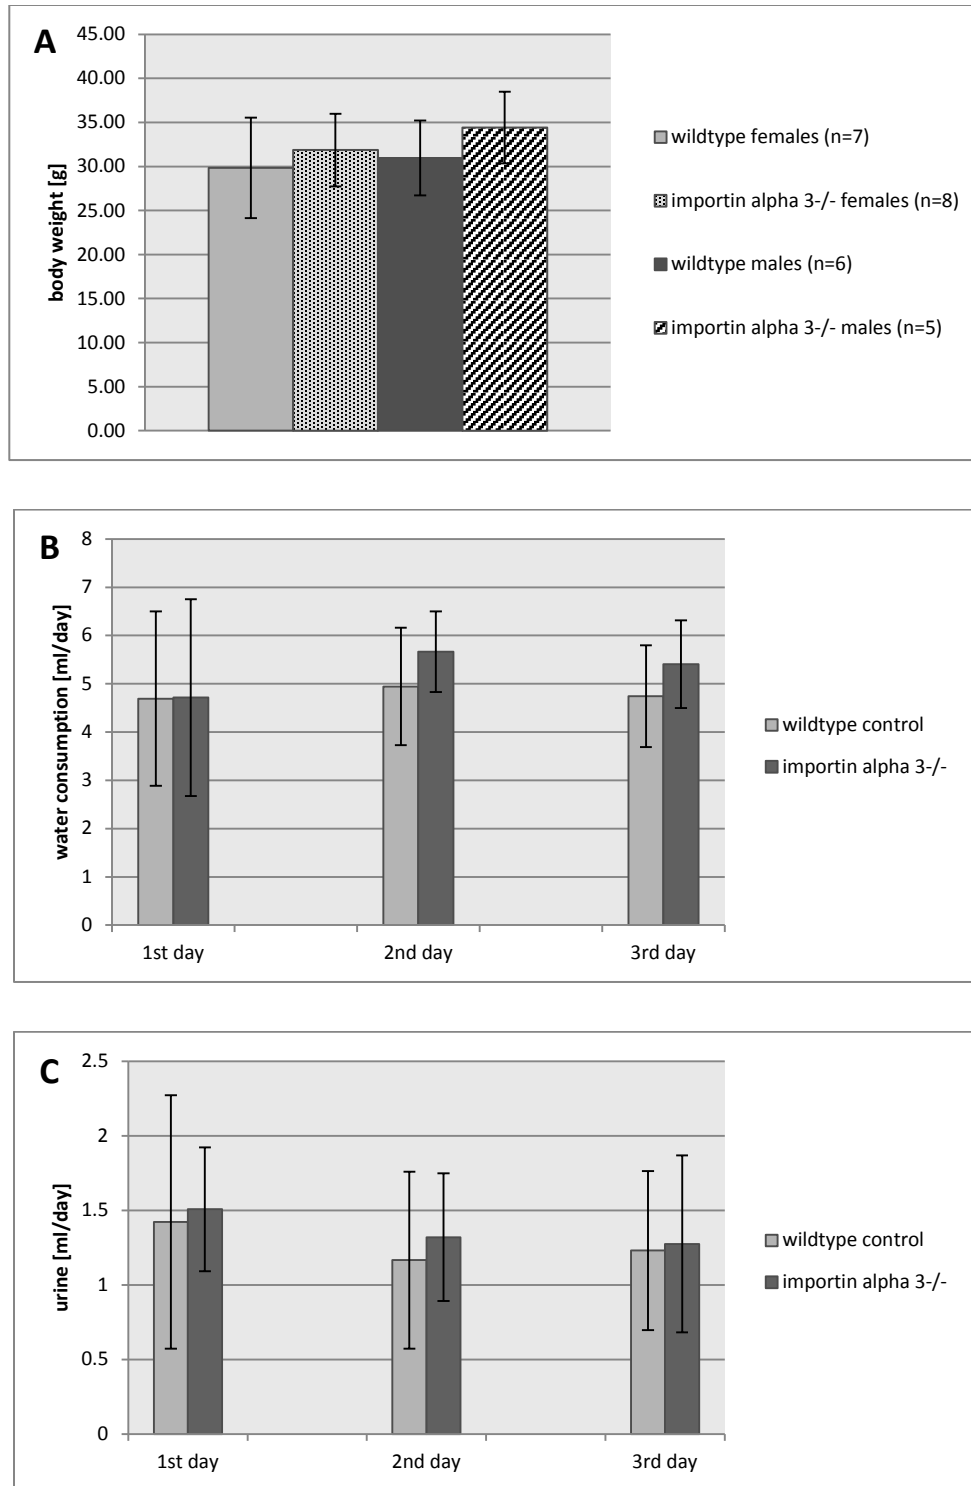 A
45.00
40.00
35.00
30.00
25.00
20.00
15.00
10.00
5.00
0.00
body weight [g]
wildtype females (n=7)
importin alpha 3-/- females (n=8)
wildtype males (n=6)
importin alpha 3-/- males (n=5)
B
8
7
6
5
4
3
2
1
0
water consumption [ml/day]
1st day
2nd day
3rd day
wildtype control
importin alpha 3-/-
C
2.5
2
1.5
1
0.5
0
urine [ml/day]
1st day
2nd day
3rd day
wildtype control
importin alpha 3-/-